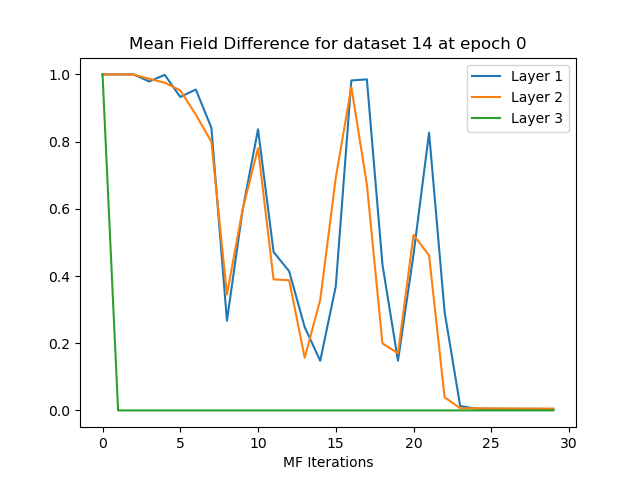 Mean Field Difference for dataset 14 at epoch 0
Layer 1
Layer 2
Layer 3
1.0
0.8
0.6
0.4
0.2
0.0
0 5 10 15 20 25 30
MF Iterations